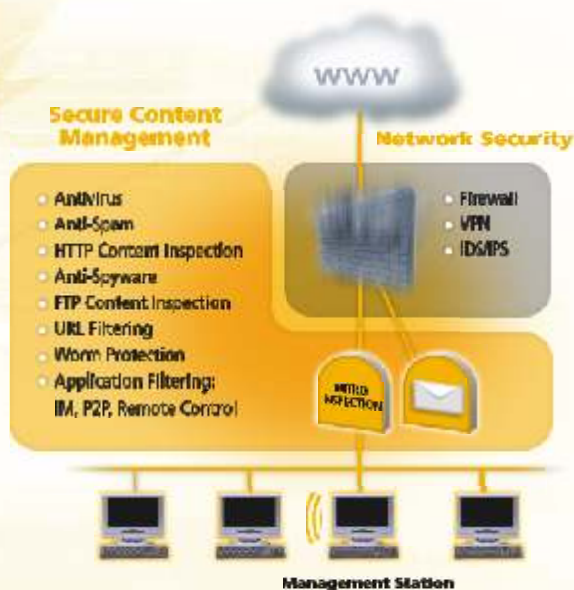 WWW
Secure Content
Management
Network Security
Antivirus
Anti-Spam
HTTP Content Inspection
Anti-Spyware
FTP Content Inspection
URL Filtering
Worm Protection
Application Filtering:
IM, P2P, Remote Control
Firewall
VPN
IDS/IPS
INSPECTION
Management Station